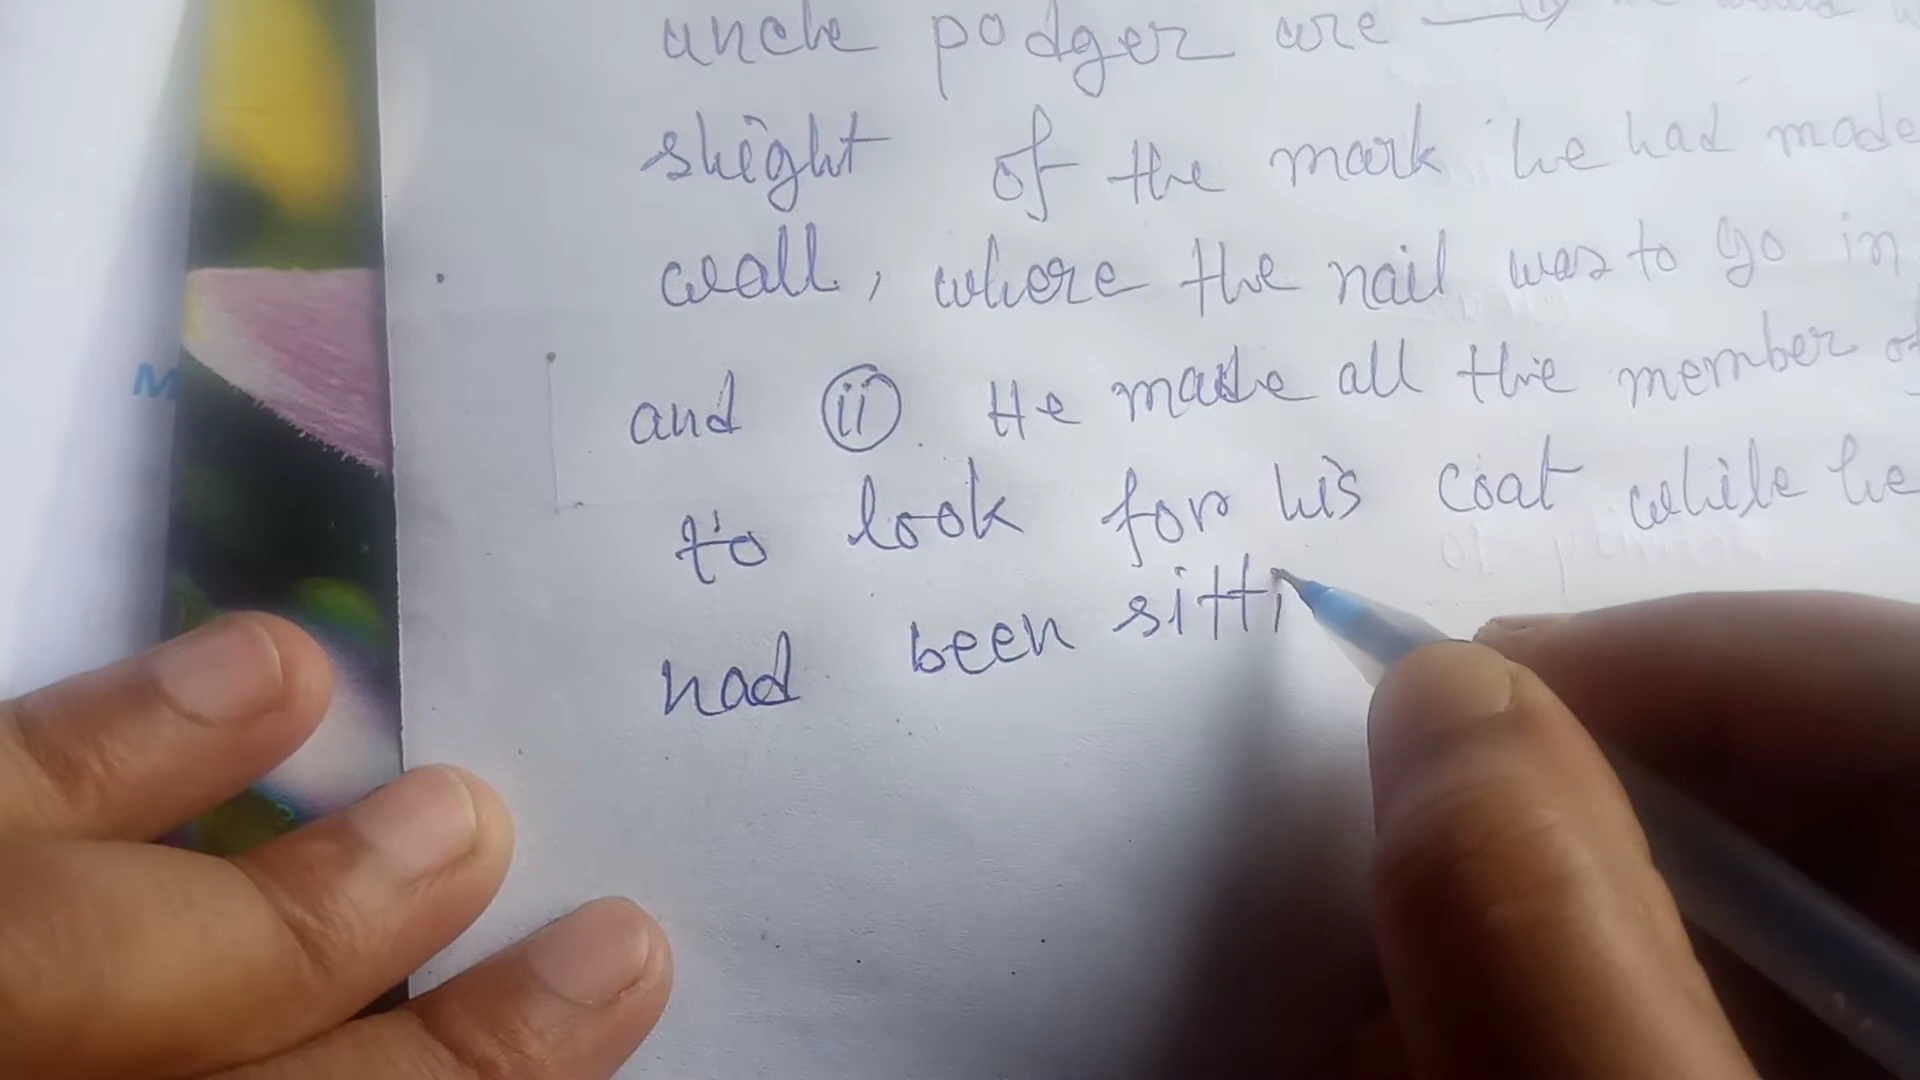 uncle podger are — (i) he
slight of the mark he had made
wall, where the nail was to go in
and (ii) He made all the member of
to look for his coat while he
had been sitti
M